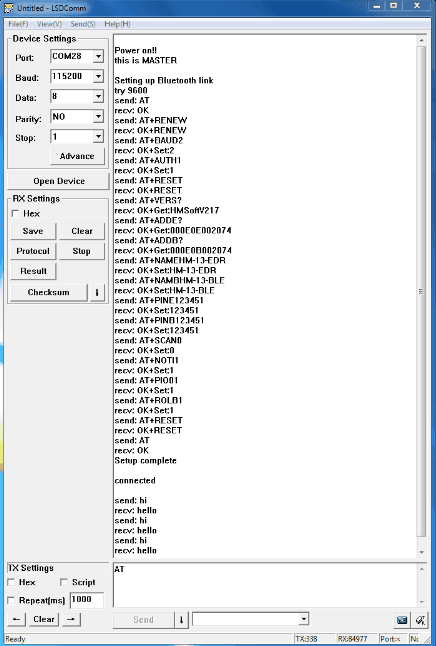 Untitled - LSDComm
File(F) View(V) Send(S) Help(H)
Device Settings
Port: COM28
Baud: 115200
Data: 8
Parity: NO
Stop: 1
Advance
Open Device
RX Settings
Hex
Save Clear
Protocol Stop
Result
Checksum
Power on!!
this is MASTER
Setting up Bluetooth link
try 9600
send: AT
recv: OK
send: AT+RENEW
recv: OK+RENEW
send: AT+BAUD2
recv: OK+Set:2
send: AT+AUTH1
recv: OK+Set:1
send: AT+RESET
recv: OK+RESET
send: AT+VERS?
recv: OK+Get:HMSoftV217
send: AT+ADDE?
recv: OK+Get:000E0E002074
send: AT+ADDB?
recv: OK+Get:000E0B002074
send: AT+NAMEHM-13-EDR
recv: OK+Set:HM-13-EDR
send: AT+NAMBHM-13-BLE
recv: OK+Set:HM-13-BLE
send: AT+PINE123451
recv: OK+Set:123451
send: AT+PINB123451
recv: OK+Set:123451
send: AT+SCAN0
recv: OK+Set:0
send: AT+NOTI1
recv: OK+Set:1
send: AT+PIO01
recv: OK+Set:1
send: AT+ROLB1
recv: OK+Set:1
send: AT+RESET
recv: OK+RESET
send: AT
recv: OK
Setup complete
connected
send: hi
recv: hello
send: hi
recv: hello
send: hi
recv: hello
TX Settings
Hex Script
Repeat(ms) 1000
Clear
AT
Send
Ready
TX:338 RX:84977 Port:× Nc